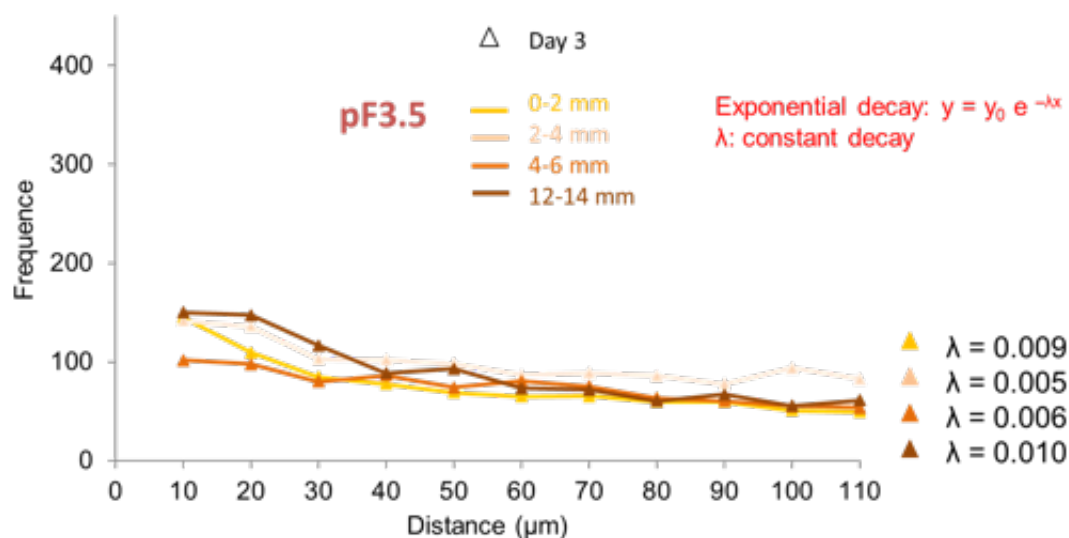 △ Day 3
400
pF3.5
0-2 mm
2-4 mm
4-6 mm
12-14 mm
Exponential decay: y = y₀ e ⁻λx
λ: constant decay
300
Frequence
200
100
0
λ = 0.009
λ = 0.005
λ = 0.006
λ = 0.010
0 10 20 30 40 50 60 70 80 90 100 110
Distance (µm)